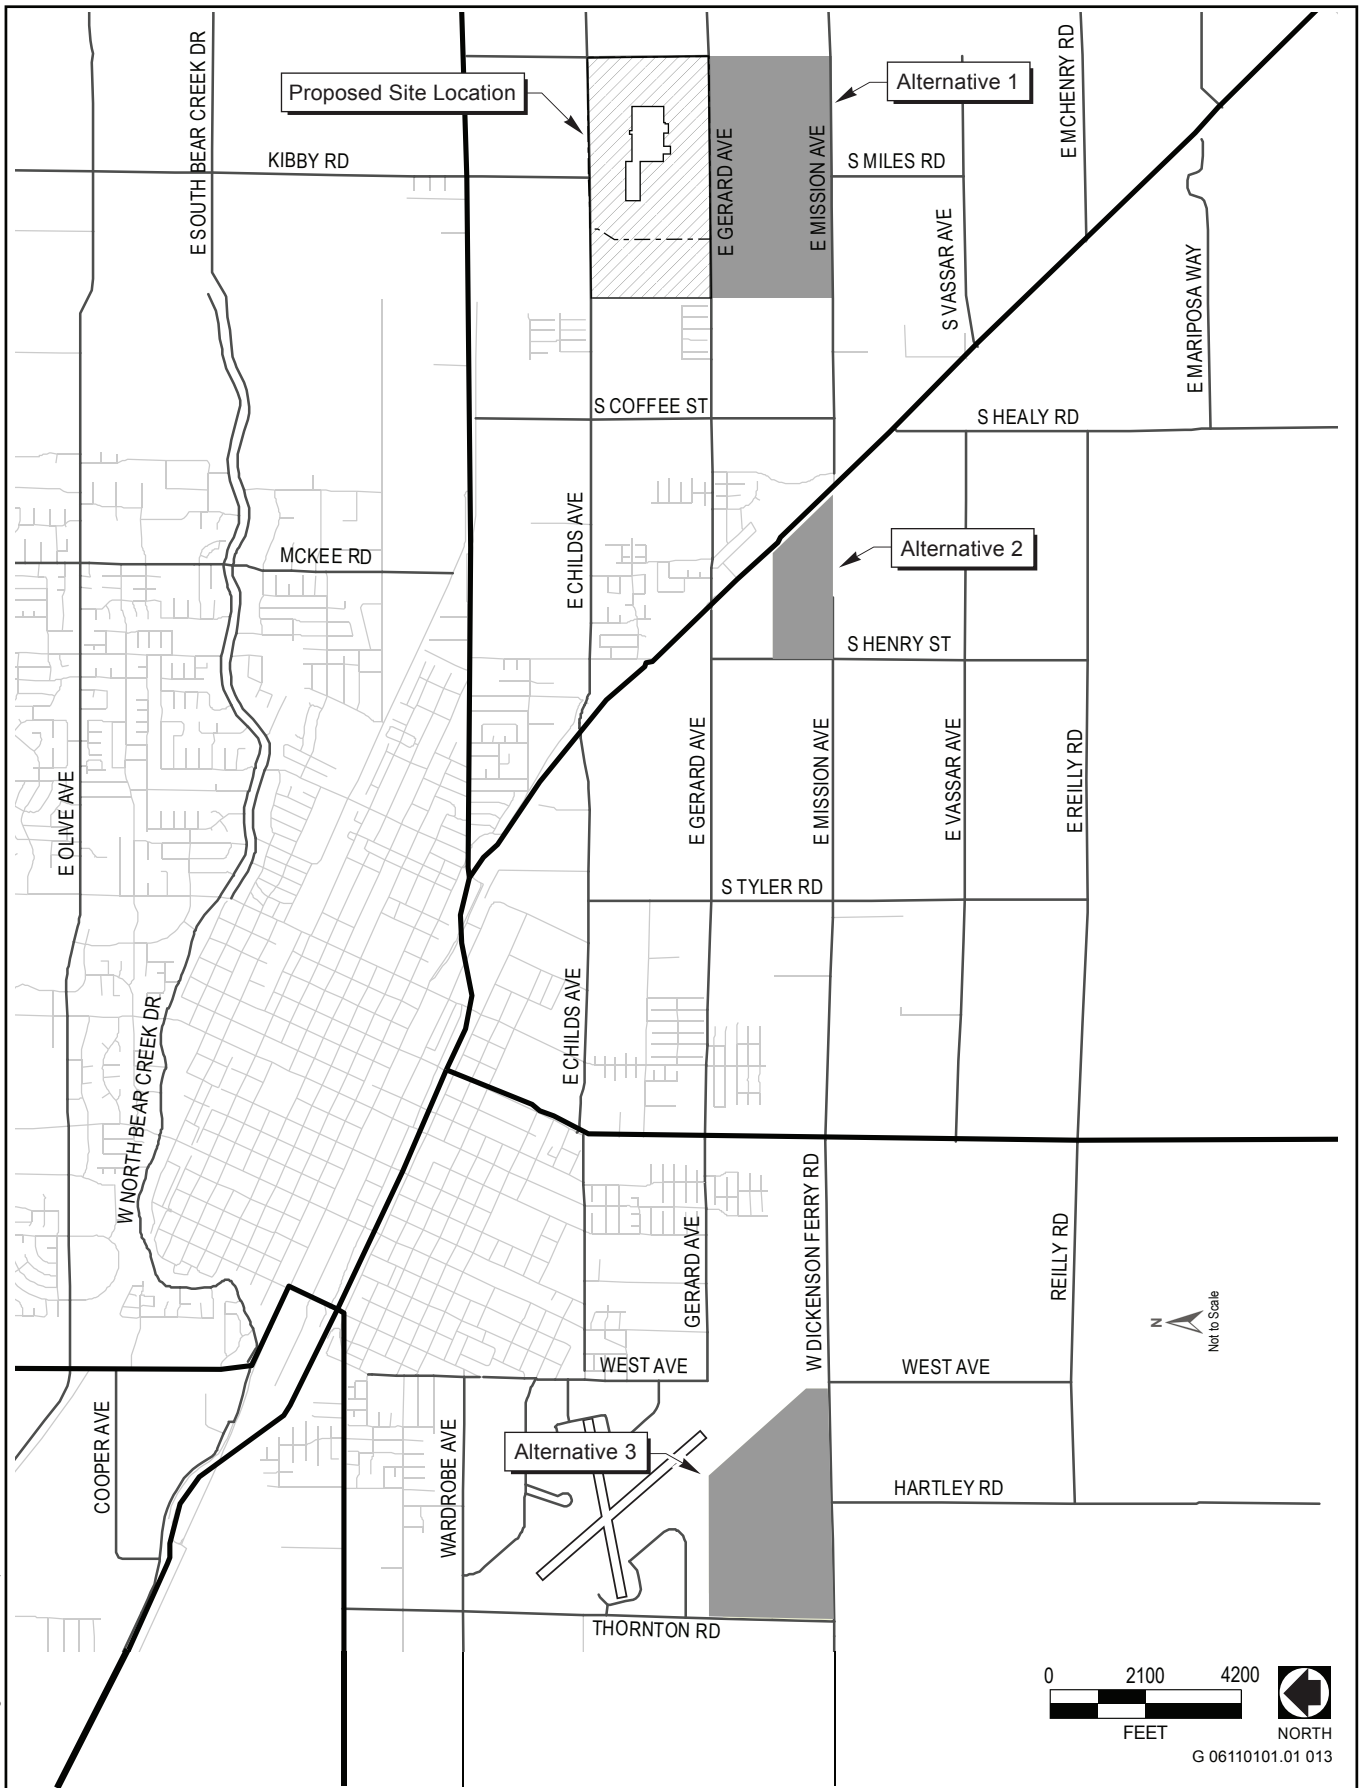 E SOUTH BEAR CREEK DR
Proposed Site Location
Alternative 1
E MCHENRY RD
KIBBY RD
E GERARD AVE
E MISSION AVE
S MILES RD
S VASSAR AVE
E MARIPOSA WAY
S COFFEE ST
S HEALY RD
E CHILDS AVE
MCKEE RD
Alternative 2
S HENRY ST
E OLIVE AVE
E GERARD AVE
E MISSION AVE
E VASSAR AVE
E REILLY RD
S TYLER RD
W NORTH BEAR CREEK DR
E CHILDS AVE
GERARD AVE
W DICKENSON FERRY RD
REILLY RD
N
Not to Scale
WEST AVE
WEST AVE
COOPER AVE
WARDROBE AVE
Alternative 3
HARTLEY RD
THORNTON RD
0 2100 4200
FEET
NORTH
G 06110101.01 013